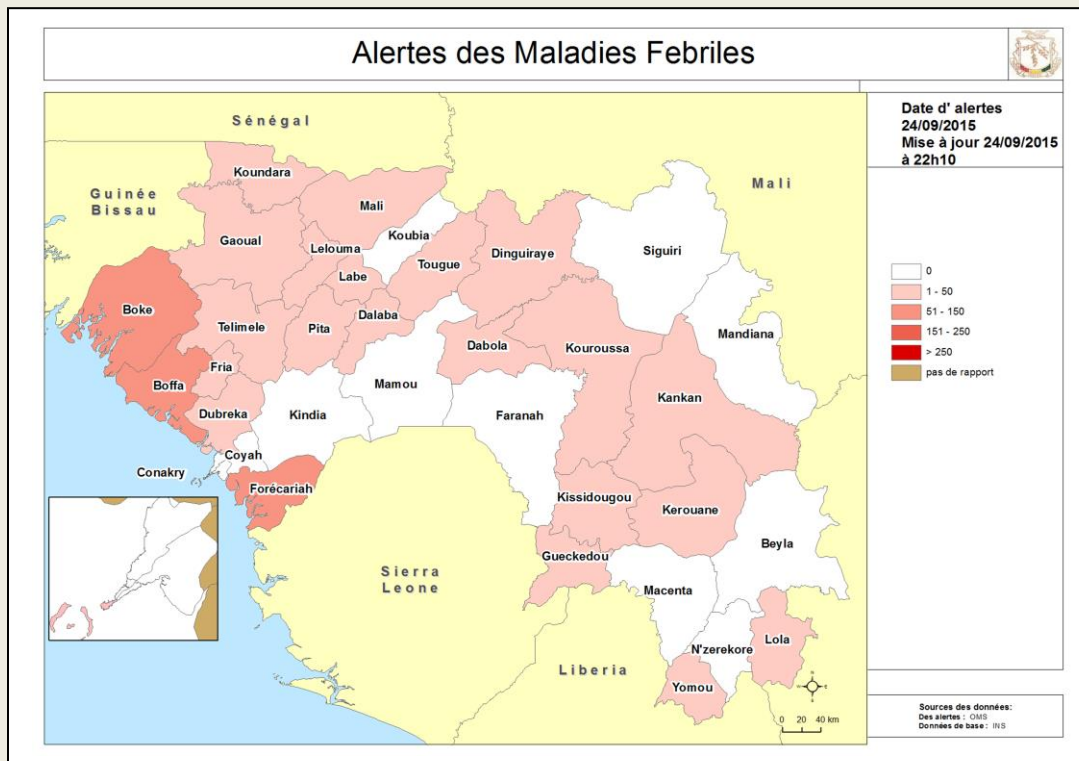 Alertes des Maladies Febriles
Date d' alertes
24/09/2015
Mise à jour 24/09/2015
à 22h10
0
1 - 50
51 - 150
151 - 250
> 250
pas de rapport
Sénégal
Guinée
Bissau
Mali
Koundara
Mali
Koubia
Gaoual
Lelouma
Tougue
Dinguiraye
Siguiri
Labe
Boke
Telimele
Pita
Dalaba
Dabola
Kouroussa
Mandiana
Fria
Boffa
Mamou
Kankan
Dubreka
Kindia
Faranah
Coyah
Conakry
Forécariah
Kissidougou
Kerouane
Beyla
Gueckedou
Sierra
Leone
Macenta
N'zerekore
Lola
Liberia
Yomou
0 20 40 km
Sources des données:
Des alertes : OMS
Données de base : INS